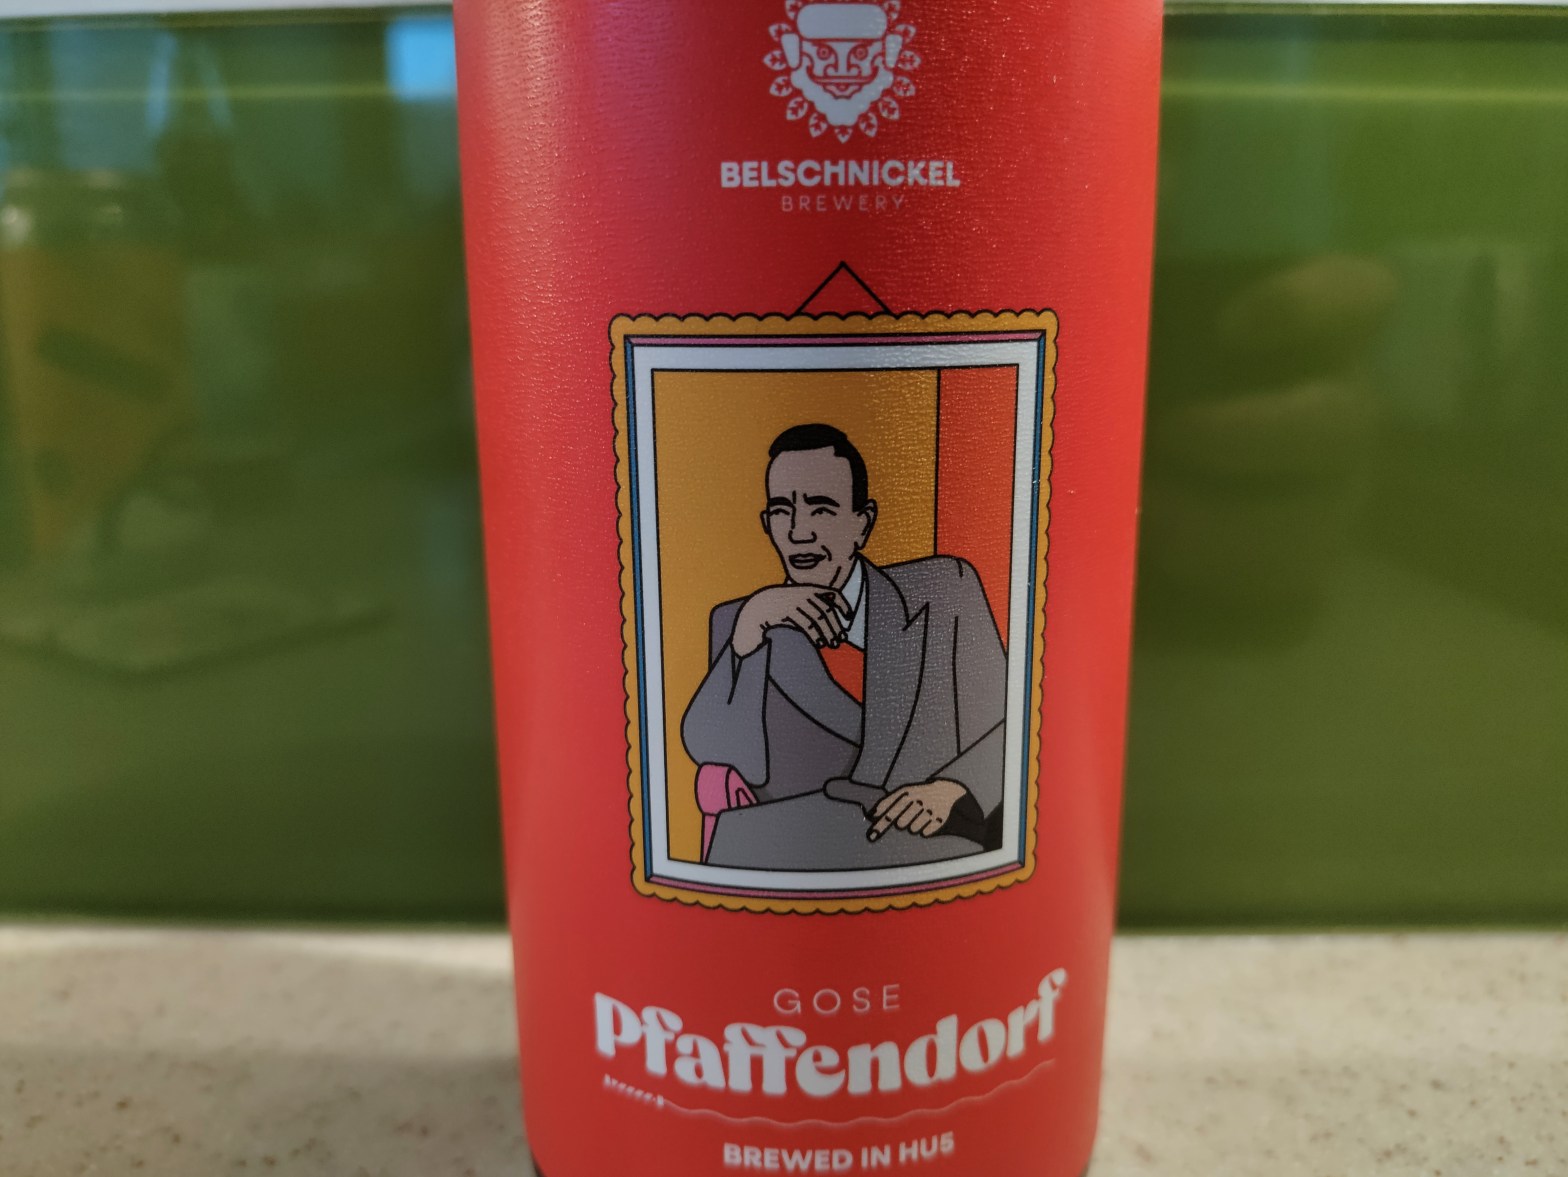 BELSCHNICKEL
BREWERY
GOSE
Pfaffendorf
BREWED IN HU5